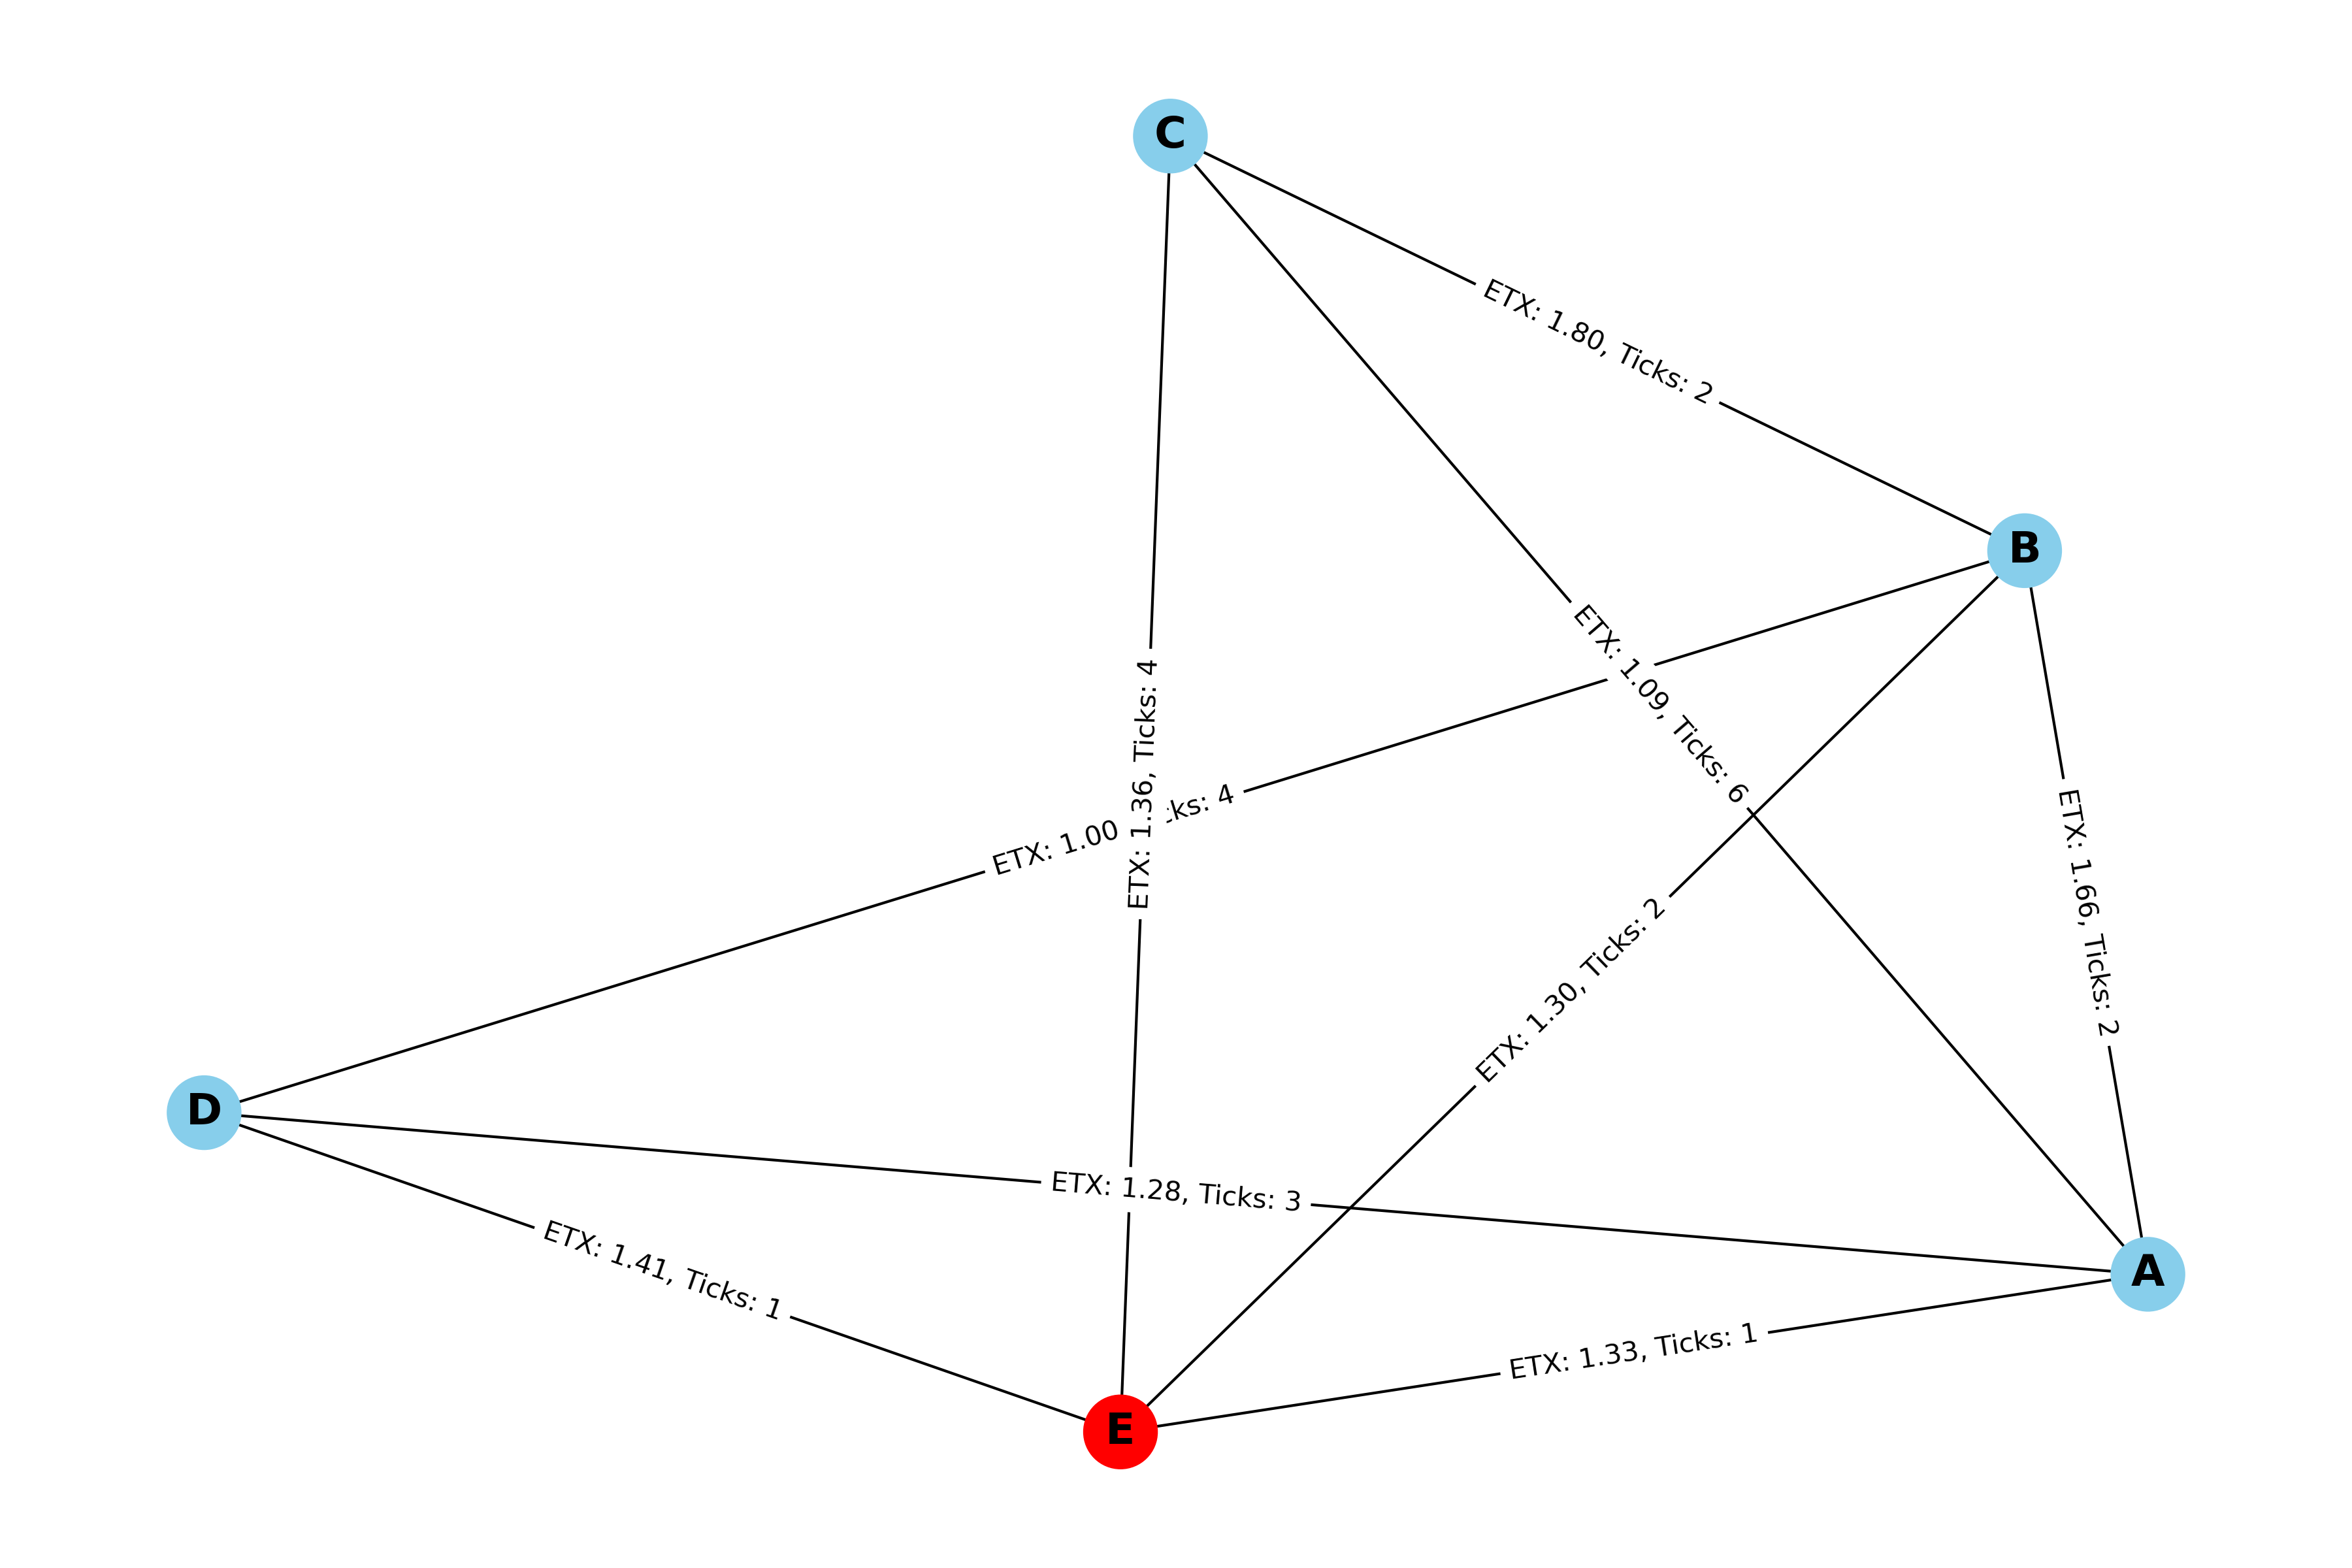 C
ETX: 1.80, Ticks: 2
B
ETX: 1.09, Ticks: 6
ETX: 1.36, Ticks: 4
ETX: 1.00
4
ETX: 1.66, Ticks: 2
ETX: 1.30, Ticks: 2
D
ETX: 1.28, Ticks: 3
ETX: 1.41, Ticks: 1
A
ETX: 1.33, Ticks: 1
E